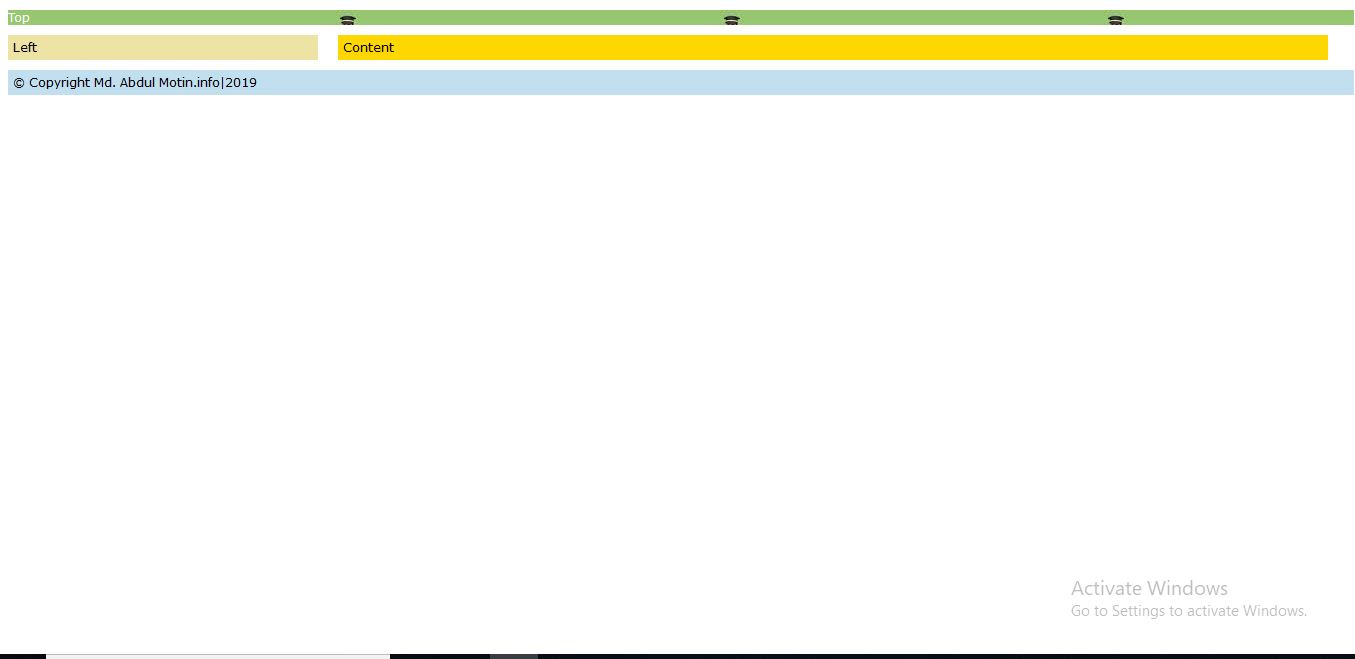 Top
Left
Content
© Copyright Md. Abdul Motin.info|2019
Activate Windows
Go to Settings to activate Windows.